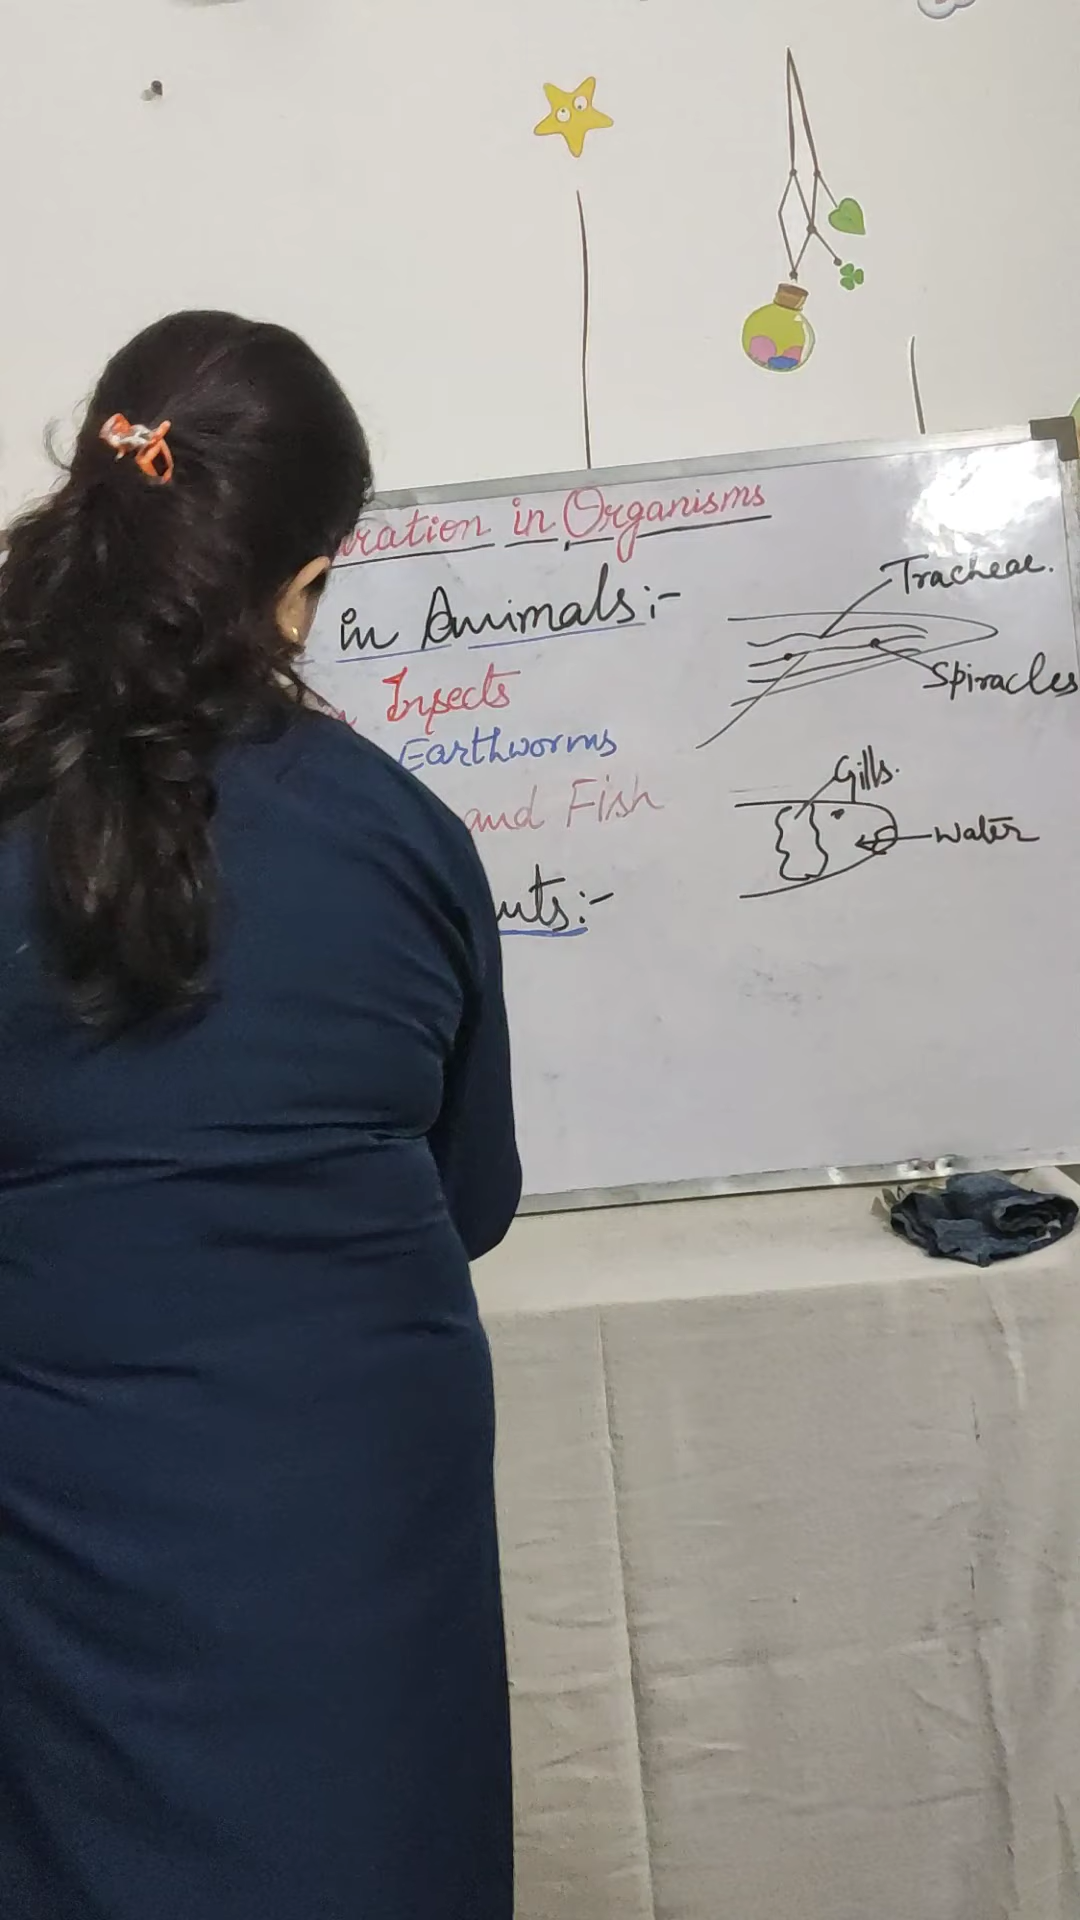 ration in Organisms
in Animals:-
Insects
Earthworms
and Fish
nts:-
Tracheae.
Spiracles
Gills.
Water